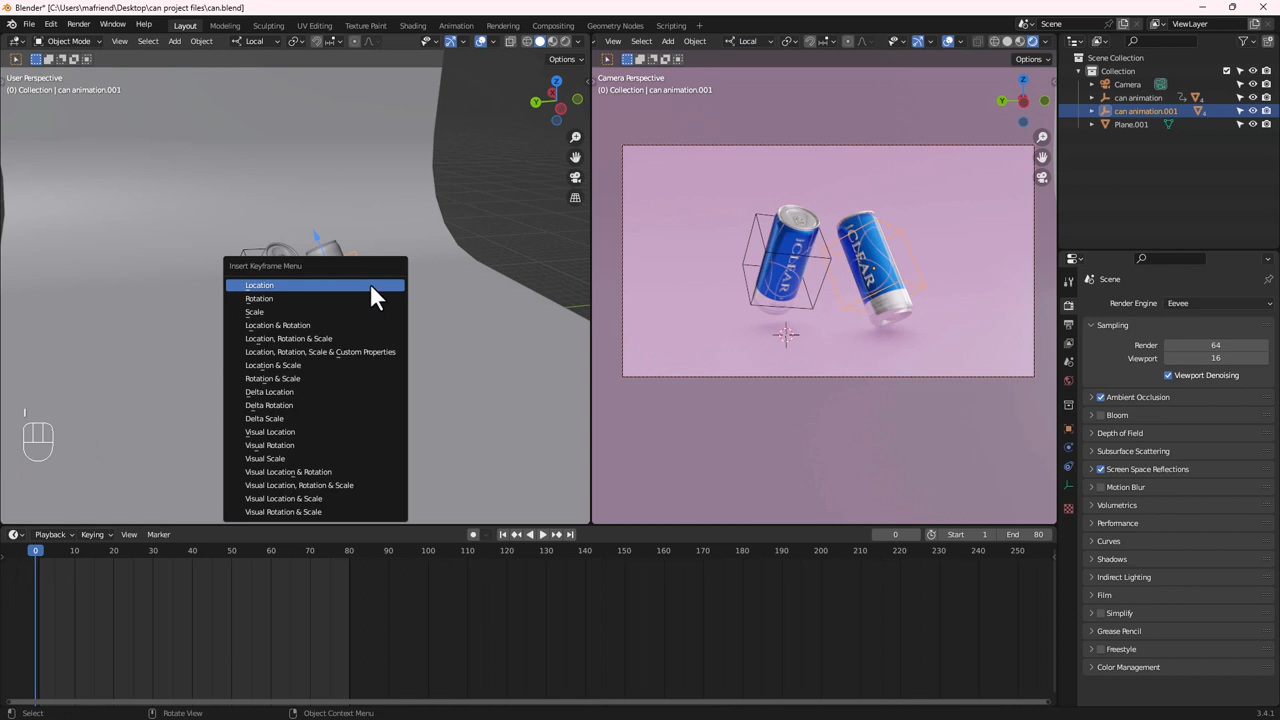 Blender* [C:\Users\mafriend\Desktop\can project files\can.blend]
File Edit Render Window Help Layout Modeling Sculpting UV Editing Texture Paint Shading Animation Rendering Compositing Geometry Nodes Scripting + Scene ViewLayer
Object Mode View Select Add Object Local
View Select Add Object Local
Options
Options
User Perspective
(0) Collection | can animation.001
Camera Perspective
(0) Collection | can animation.001
Z
X
Y
Z
Y
ICLEAR
ICLEAR
Insert Keyframe Menu
Location
Rotation
Scale
Location & Rotation
Location, Rotation & Scale
Location, Rotation, Scale & Custom Properties
Location & Scale
Rotation & Scale
Delta Location
Delta Rotation
Delta Scale
Visual Location
Visual Rotation
Visual Scale
Visual Location & Rotation
Visual Location, Rotation & Scale
Visual Location & Scale
Visual Rotation & Scale
I
Scene Collection
Collection
Camera
can animation
can animation.001
Plane.001
Scene
Render Engine Eevee
Sampling
Render 64
Viewport 16
Viewport Denoising
Ambient Occlusion
Bloom
Depth of Field
Subsurface Scattering
Screen Space Reflections
Motion Blur
Volumetrics
Performance
Curves
Shadows
Indirect Lighting
Film
Simplify
Grease Pencil
Freestyle
Color Management
Playback Keying View Marker
0 Start 1 End 80
0 10 20 30 40 50 60 70 80 90 100 110 120 130 140 150 160 170 180 190 200 210 220 230 240 250
Select Rotate View Object Context Menu 3.4.1